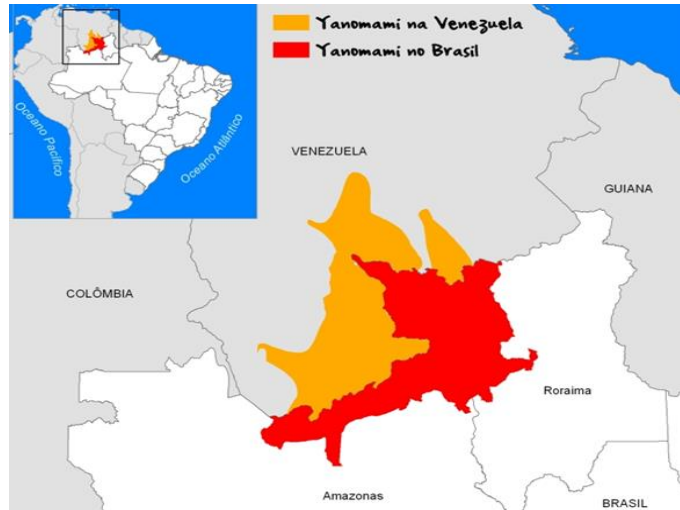 Yanomami na Venezuela
Yanomami no Brasil
Oceano Pacífico
Oceano Atlântico
VENEZUELA
GUIANA
COLÔMBIA
Roraima
Amazonas
BRASIL